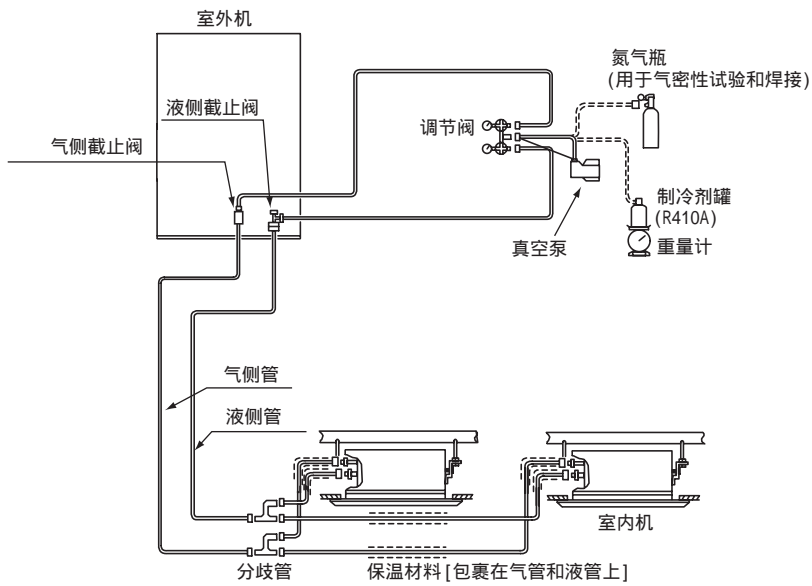 室外机
氮气瓶
(用于气密性试验和焊接)
液侧截止阀
调节阀
气侧截止阀
制冷剂罐
(R410A)
真空泵
重量计
气侧管
液侧管
室内机
分歧管
保温材料[包裹在气管和液管上]